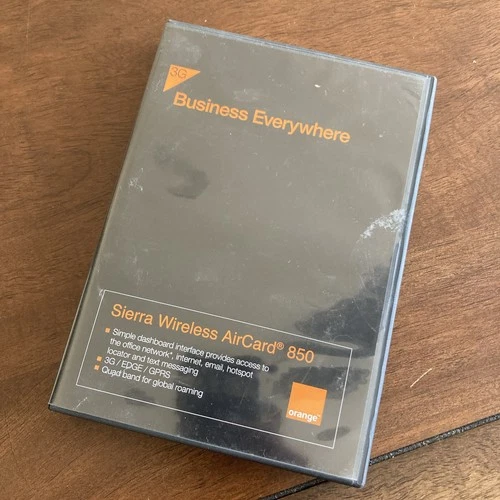 3G
Business Everywhere
Sierra Wireless AirCard® 850
Simple dashboard interface provides access to
the office network*, internet, email, hotspot
locator and text messaging
3G / EDGE / GPRS
Quad band for global roaming
orange™